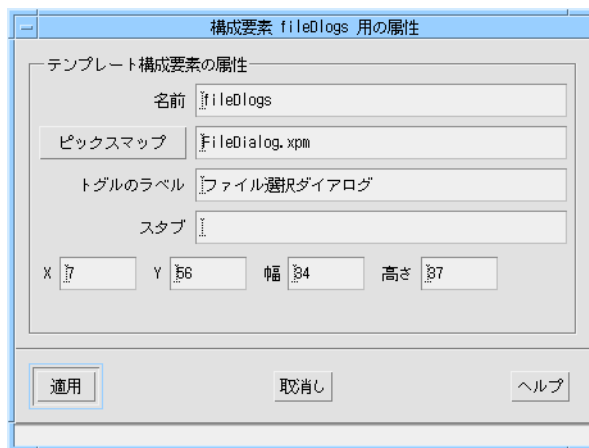 構成要素 fileDlogs 用の属性
テンプレート構成要素の属性
名前 fileDlogs
ピックスマップ FileDialog.xpm
トグルのラベル ファイル選択ダイアログ
スタブ
X 7 Y 56 幅 34 高さ 37
適用 取消し ヘルプ